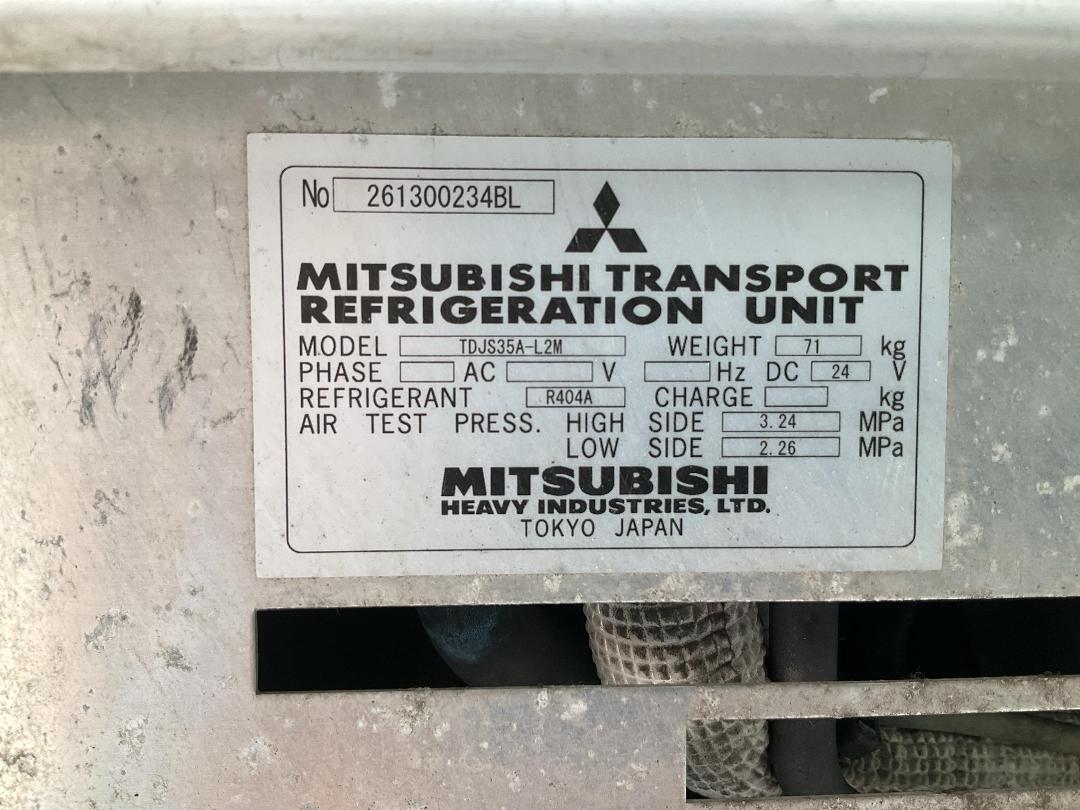 No 261300234BL
MITSUBISHI TRANSPORT
REFRIGERATION UNIT
MODEL TDJS35A-L2M WEIGHT 71 kg
PHASE AC V Hz DC 24 V
REFRIGERANT R404A CHARGE kg
AIR TEST PRESS. HIGH SIDE 3.24 MPa
LOW SIDE 2.26 MPa
MITSUBISHI
HEAVY INDUSTRIES, LTD.
TOKYO JAPAN